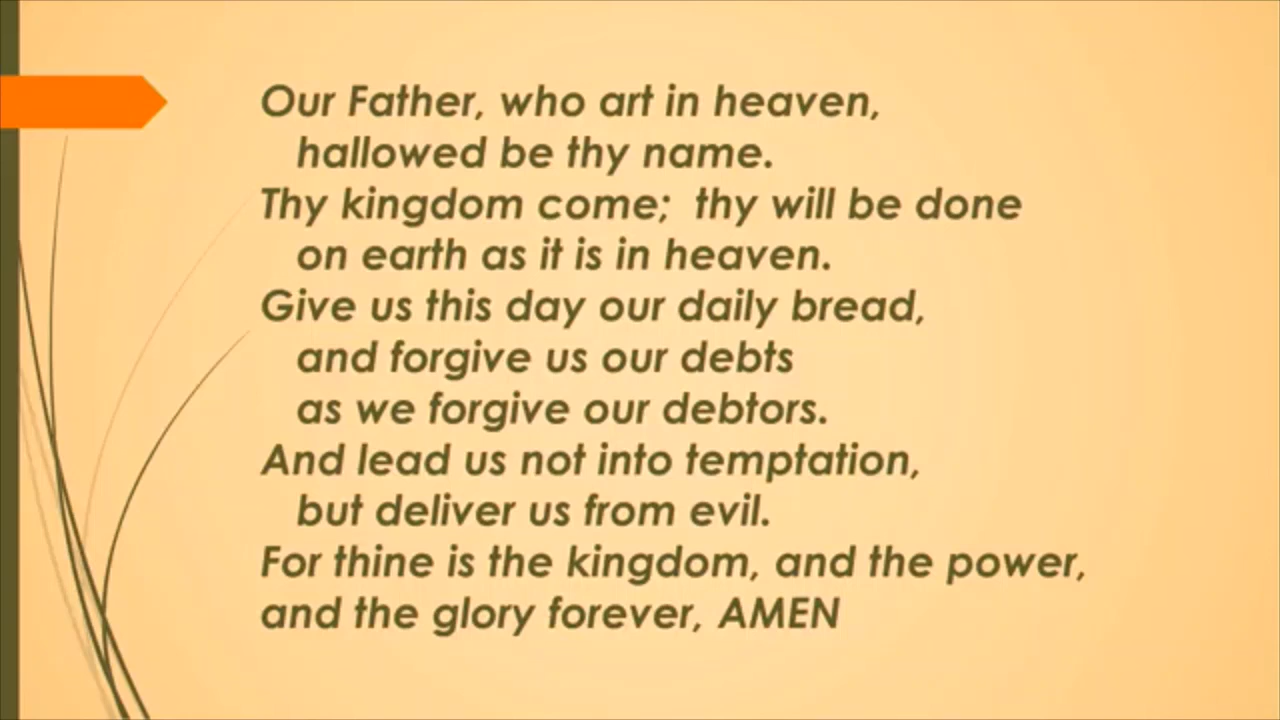 Our Father, who art in heaven,
hallowed be thy name.
Thy kingdom come;  thy will be done
on earth as it is in heaven.
Give us this day our daily bread,
and forgive us our debts
as we forgive our debtors.
And lead us not into temptation,
but deliver us from evil.
For thine is the kingdom, and the power,
and the glory forever, AMEN